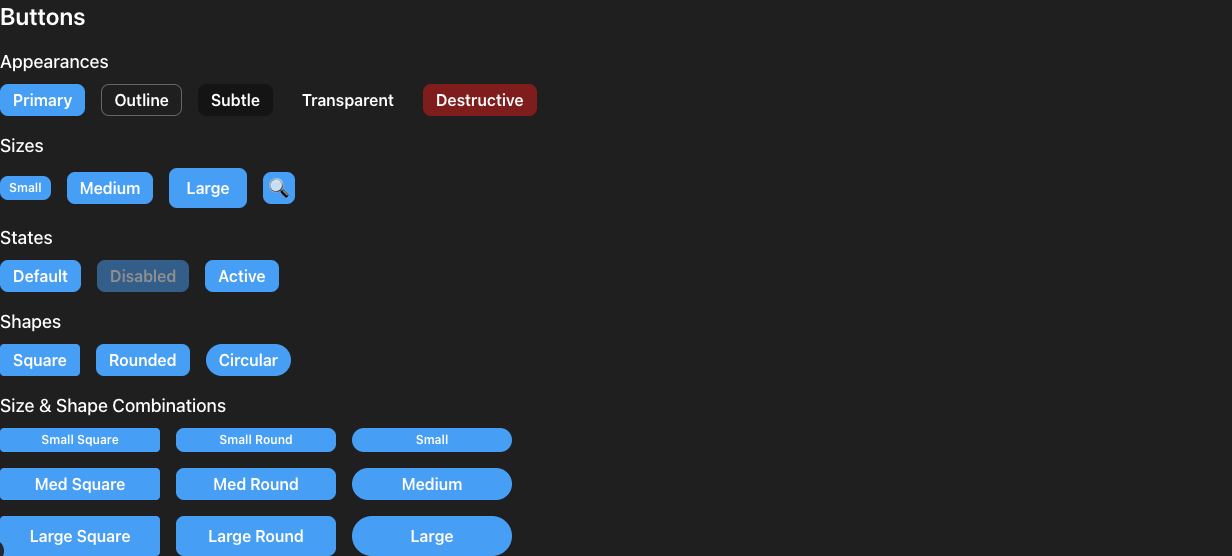 Buttons
Appearances
Primary Outline Subtle Transparent Destructive
Sizes
Small Medium Large
States
Default Disabled Active
Shapes
Square Rounded Circular
Size & Shape Combinations
Small Square Small Round Small
Med Square Med Round Medium
Large Square Large Round Large